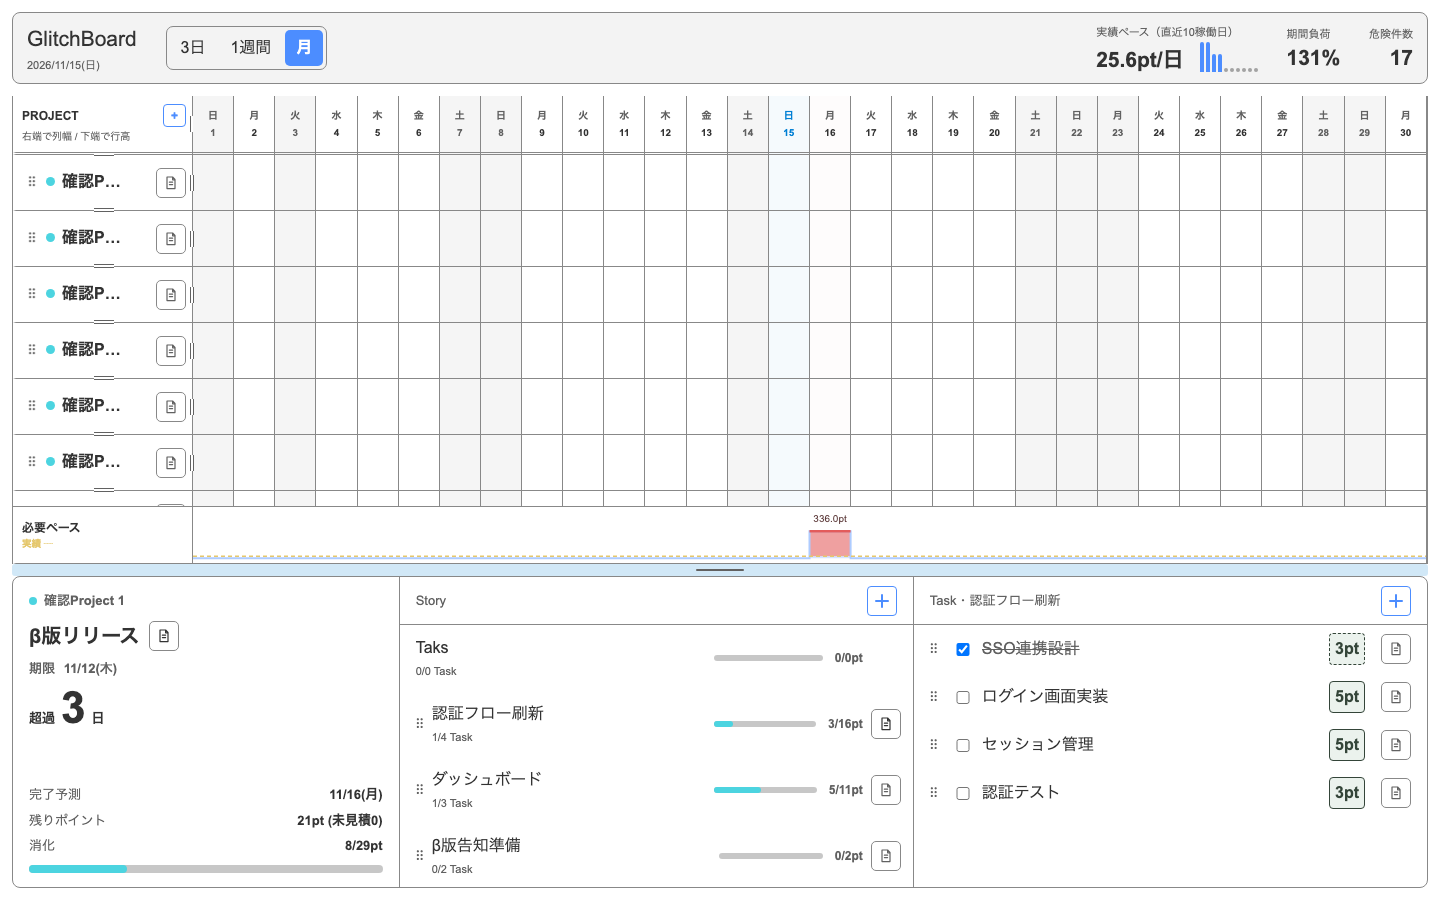 GlitchBoard
2026/11/15(日)
3日 1週間 月
実績ペース（直近10稼働日）
25.6pt/日
期間負荷
131%
危険件数
17
PROJECT
+
右端で列幅 / 下端で行高
日 月 火 水 木 金 土 日 月 火 水 木 金 土 日 月 火 水 木 金 土 日 月 火 水 木 金 土 日 月
1 2 3 4 5 6 7 8 9 10 11 12 13 14 15 16 17 18 19 20 21 22 23 24 25 26 27 28 29 30
確認P...
確認P...
確認P...
確認P...
確認P...
確認P...
必要ペース
実績
336.0pt
確認Project 1
β版リリース
期限 11/12(木)
超過 3 日
完了予測 11/16(月)
残りポイント 21pt (未見積0)
消化 8/29pt
Story
+
Taks
0/0 Task
0/0pt
認証フロー刷新
1/4 Task
3/16pt
ダッシュボード
1/3 Task
5/11pt
β版告知準備
0/2 Task
0/2pt
Task・認証フロー刷新
+
SSO連携設計 3pt
ログイン画面実装 5pt
セッション管理 5pt
認証テスト 3pt